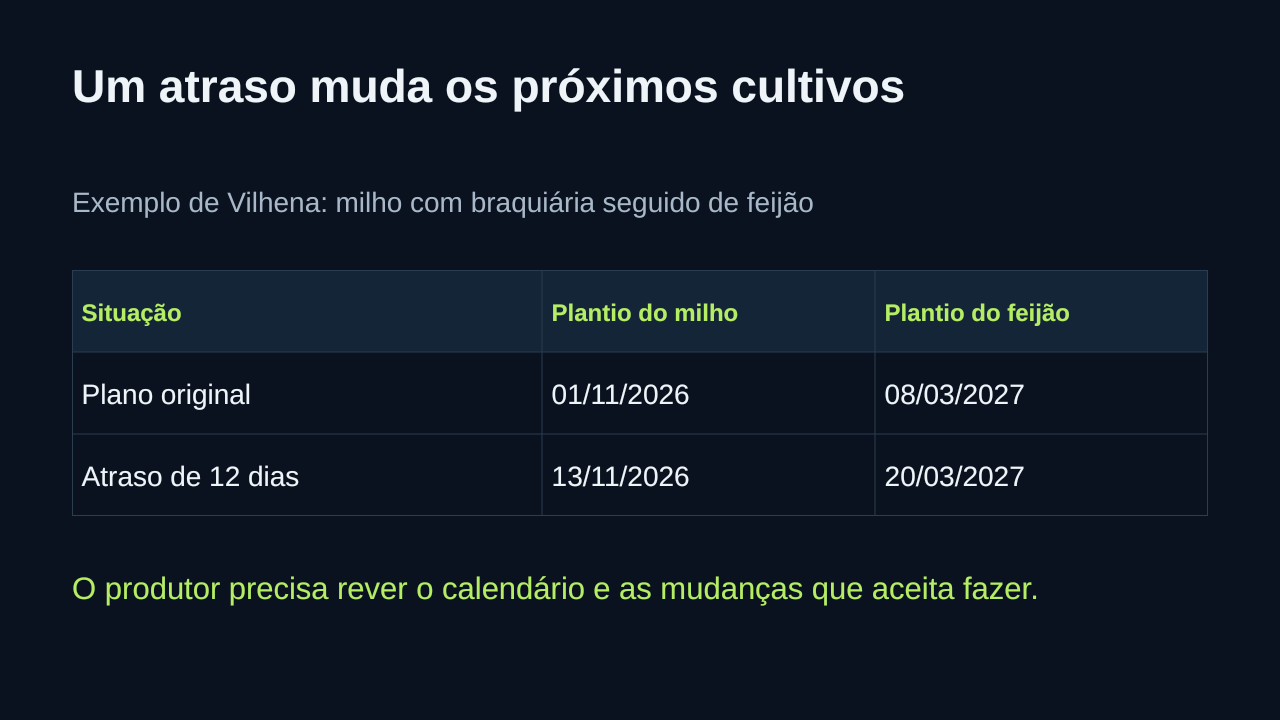 Um atraso muda os próximos cultivos
Exemplo de Vilhena: milho com braquiária seguido de feijão
Situação Plantio do milho Plantio do feijão
Plano original 01/11/2026 08/03/2027
Atraso de 12 dias 13/11/2026 20/03/2027
O produtor precisa rever o calendário e as mudanças que aceita fazer.